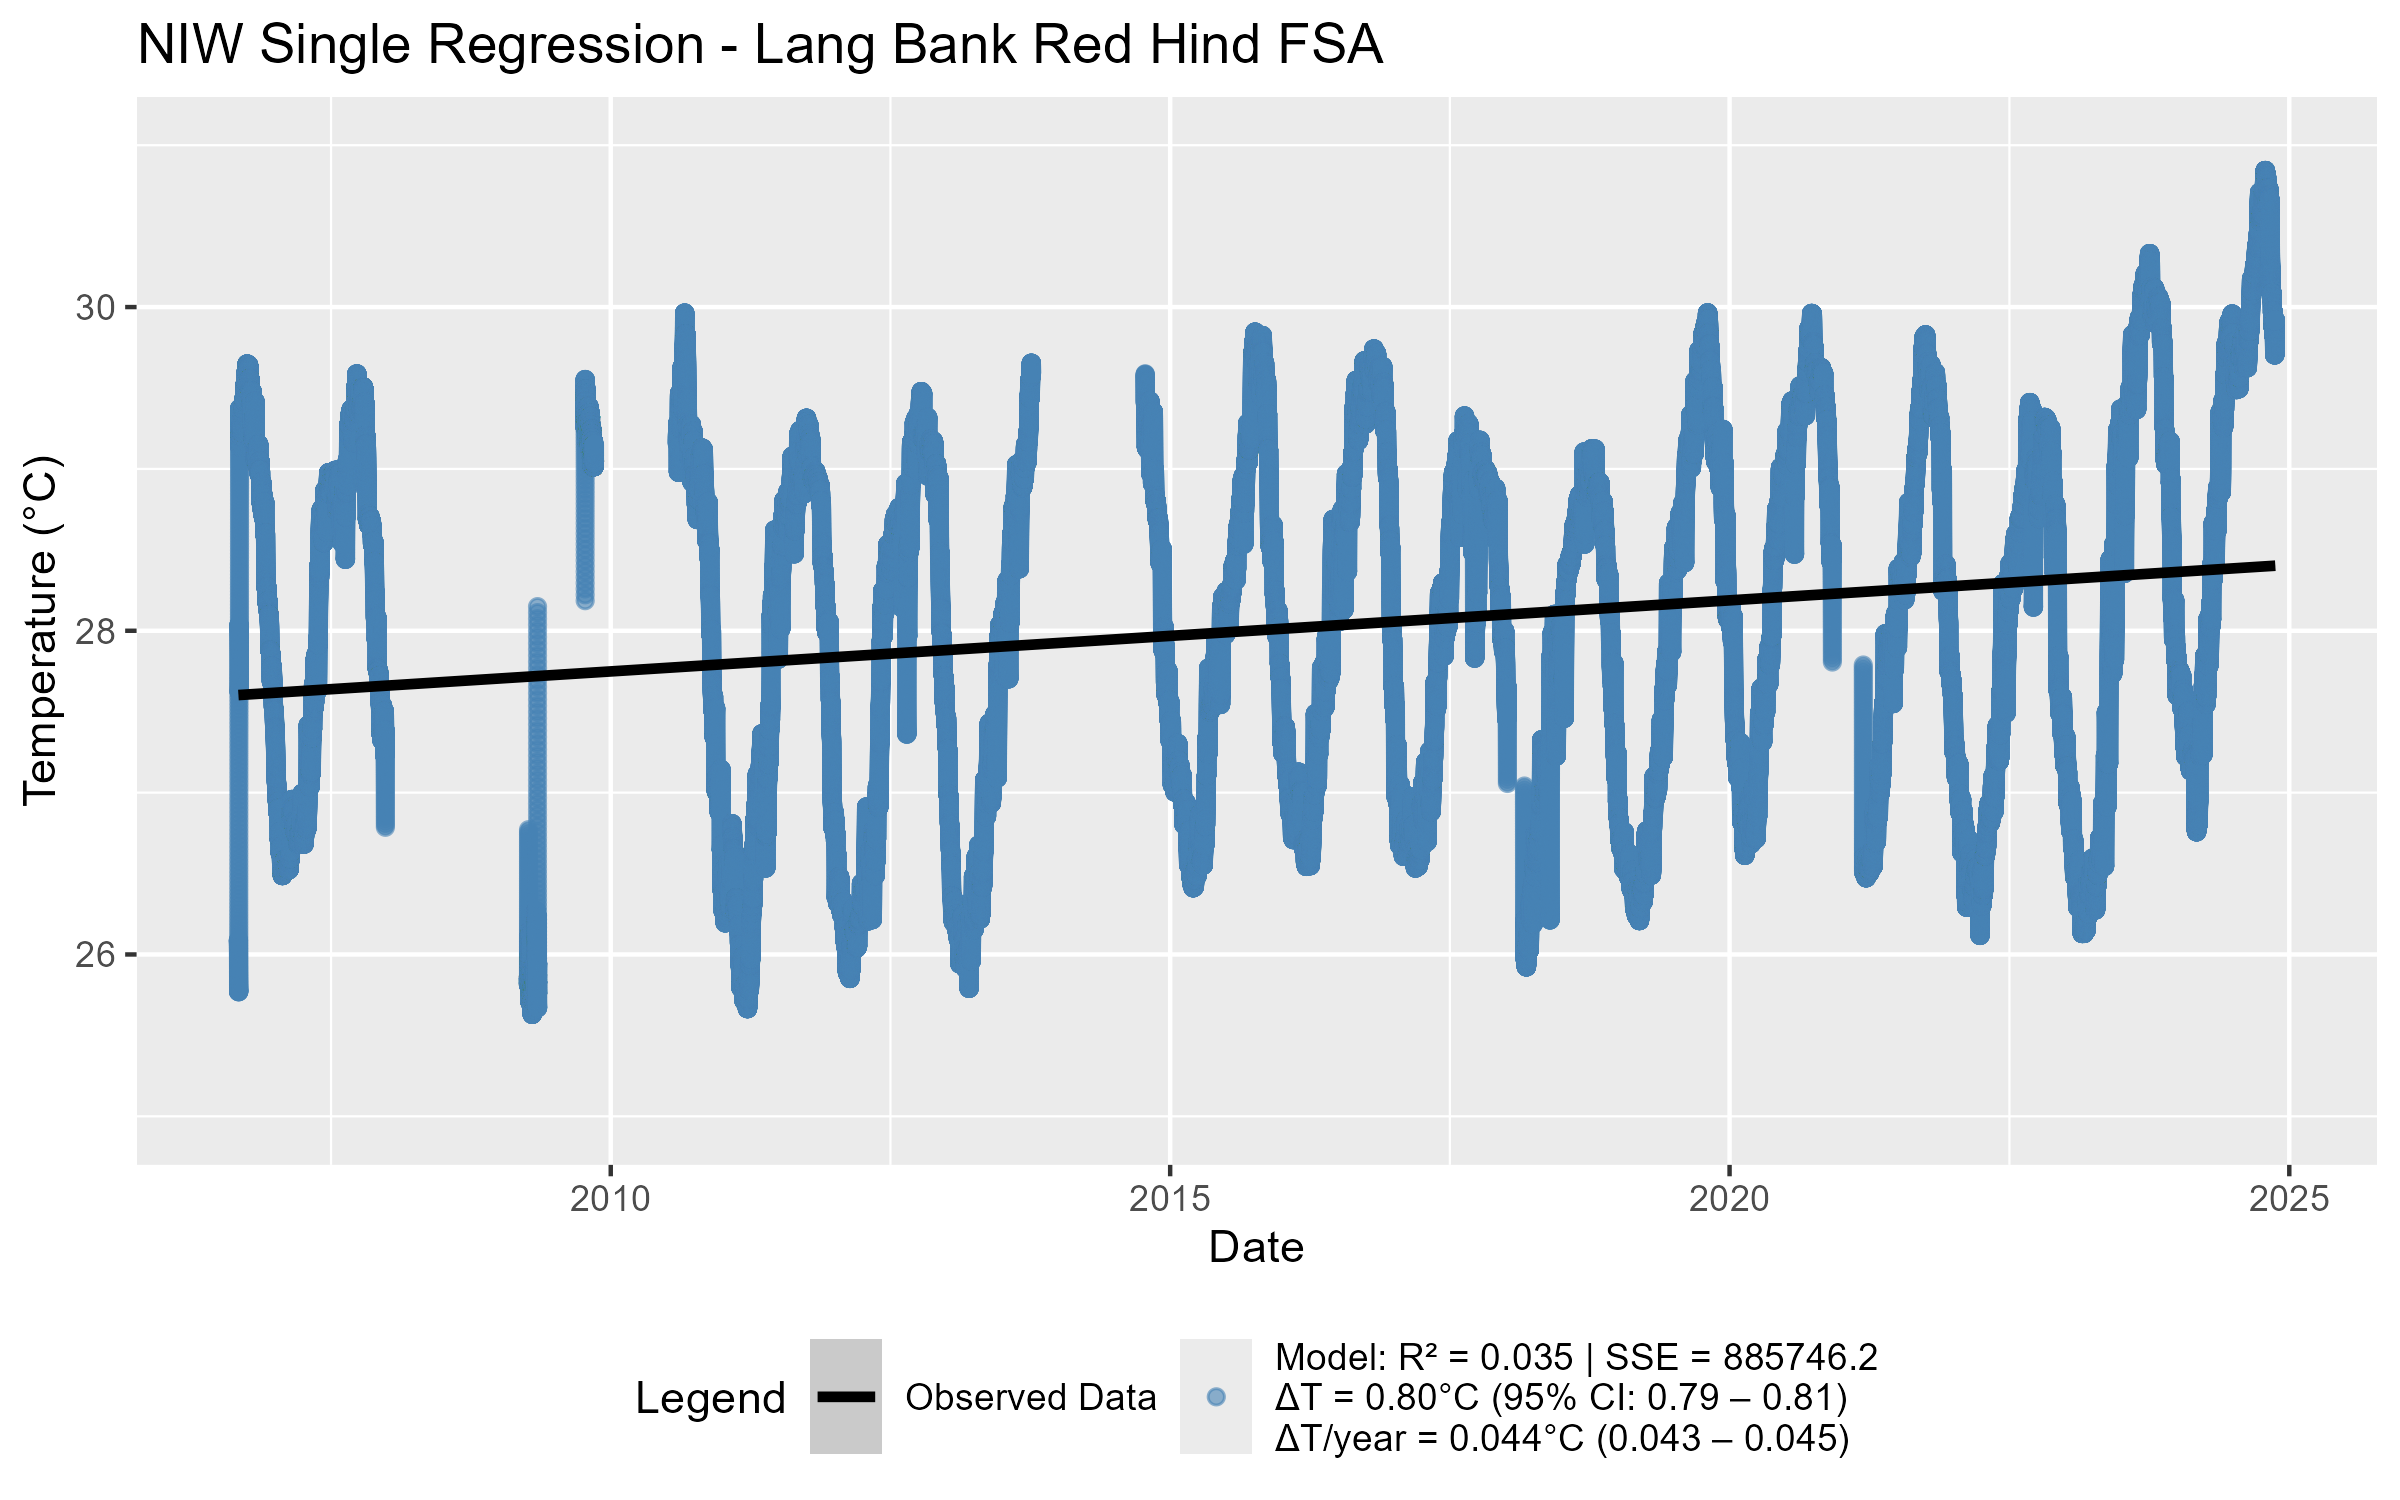 NIW Single Regression - Lang Bank Red Hind FSA
Temperature (°C)
30
28
26
2010
2015
2020
2025
Date
Legend
Observed Data
Model: R² = 0.035 | SSE = 885746.2
ΔT = 0.80°C (95% CI: 0.79 – 0.81)
ΔT/year = 0.044°C (0.043 – 0.045)